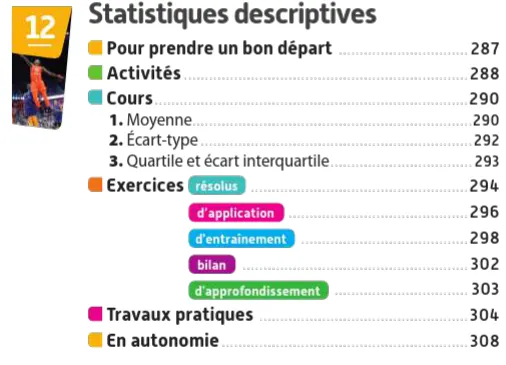 12
Statistiques descriptives
Pour prendre un bon départ 287
Activités 288
Cours 290
1. Moyenne 290
2. Écart-type 292
3. Quartile et écart interquartile 293
Exercices résolus 294
d'application 296
d'entraînement 298
bilan 302
d'approfondissement 303
Travaux pratiques 304
En autonomie 308